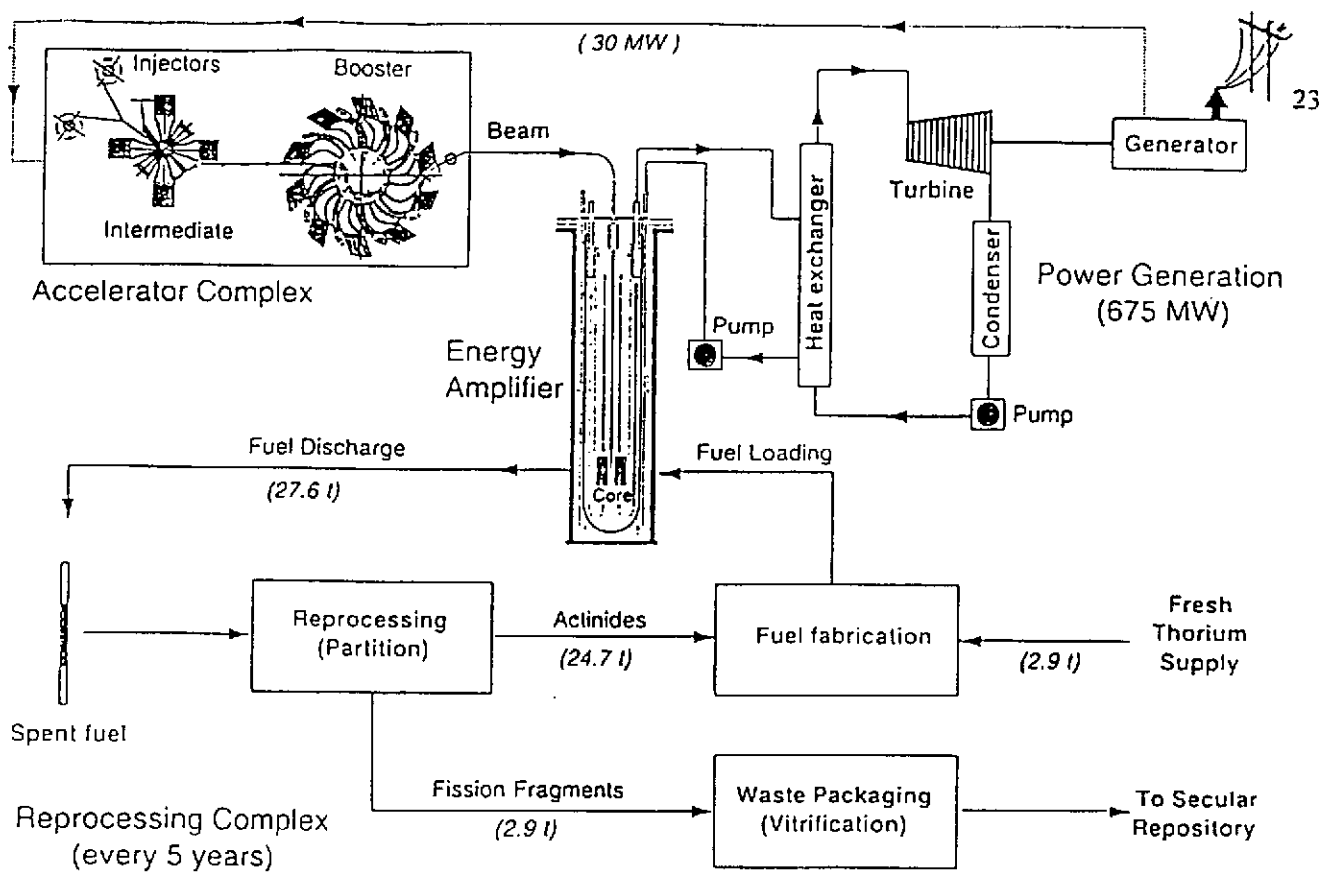 ( 30 MW )
Injectors
Booster
23
Beam
Generator
Turbine
Intermediate
Accelerator Complex
Heat exchanger
Condenser
Power Generation
(675 MW)
Pump
Energy
Amplifier
Pump
Fuel Discharge
(27.6 t)
Fuel Loading
Core
Reprocessing
(Partition)
Actinides
(24.7 t)
Fuel fabrication
(2.9 t)
Fresh
Thorium
Supply
Spent fuel
Fission Fragments
(2.9 t)
Waste Packaging
(Vitrification)
To Secular
Repository
Reprocessing Complex
(every 5 years)